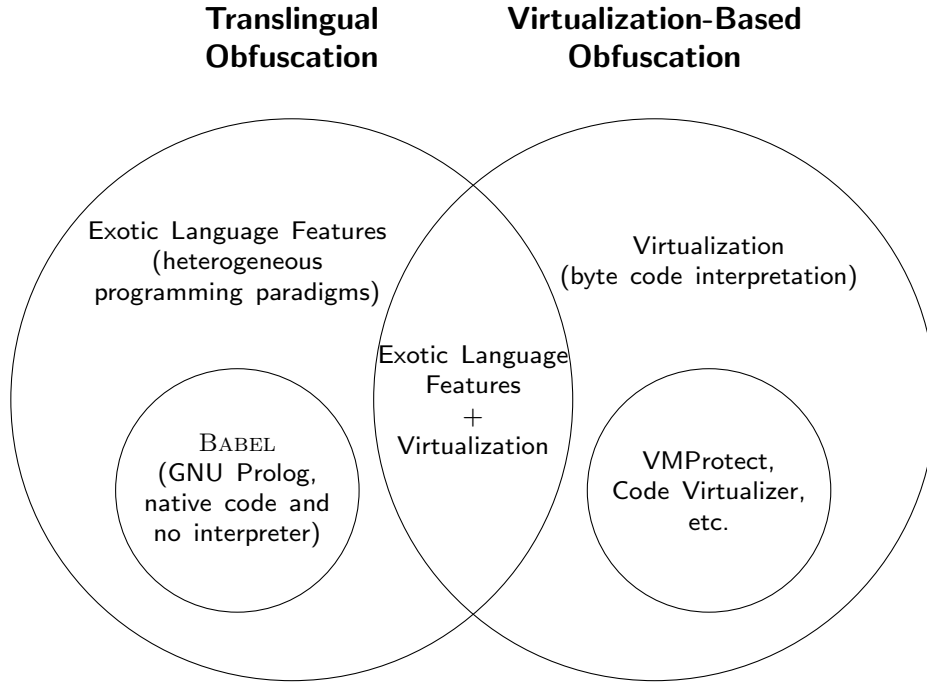 Translingual
Obfuscation
Virtualization-Based
Obfuscation
Exotic Language Features
(heterogeneous
programming paradigms)
Virtualization
(byte code interpretation)
Exotic Language
Features
+
Virtualization
BABEL
(GNU Prolog,
native code and
no interpreter)
VMProtect,
Code Virtualizer,
etc.